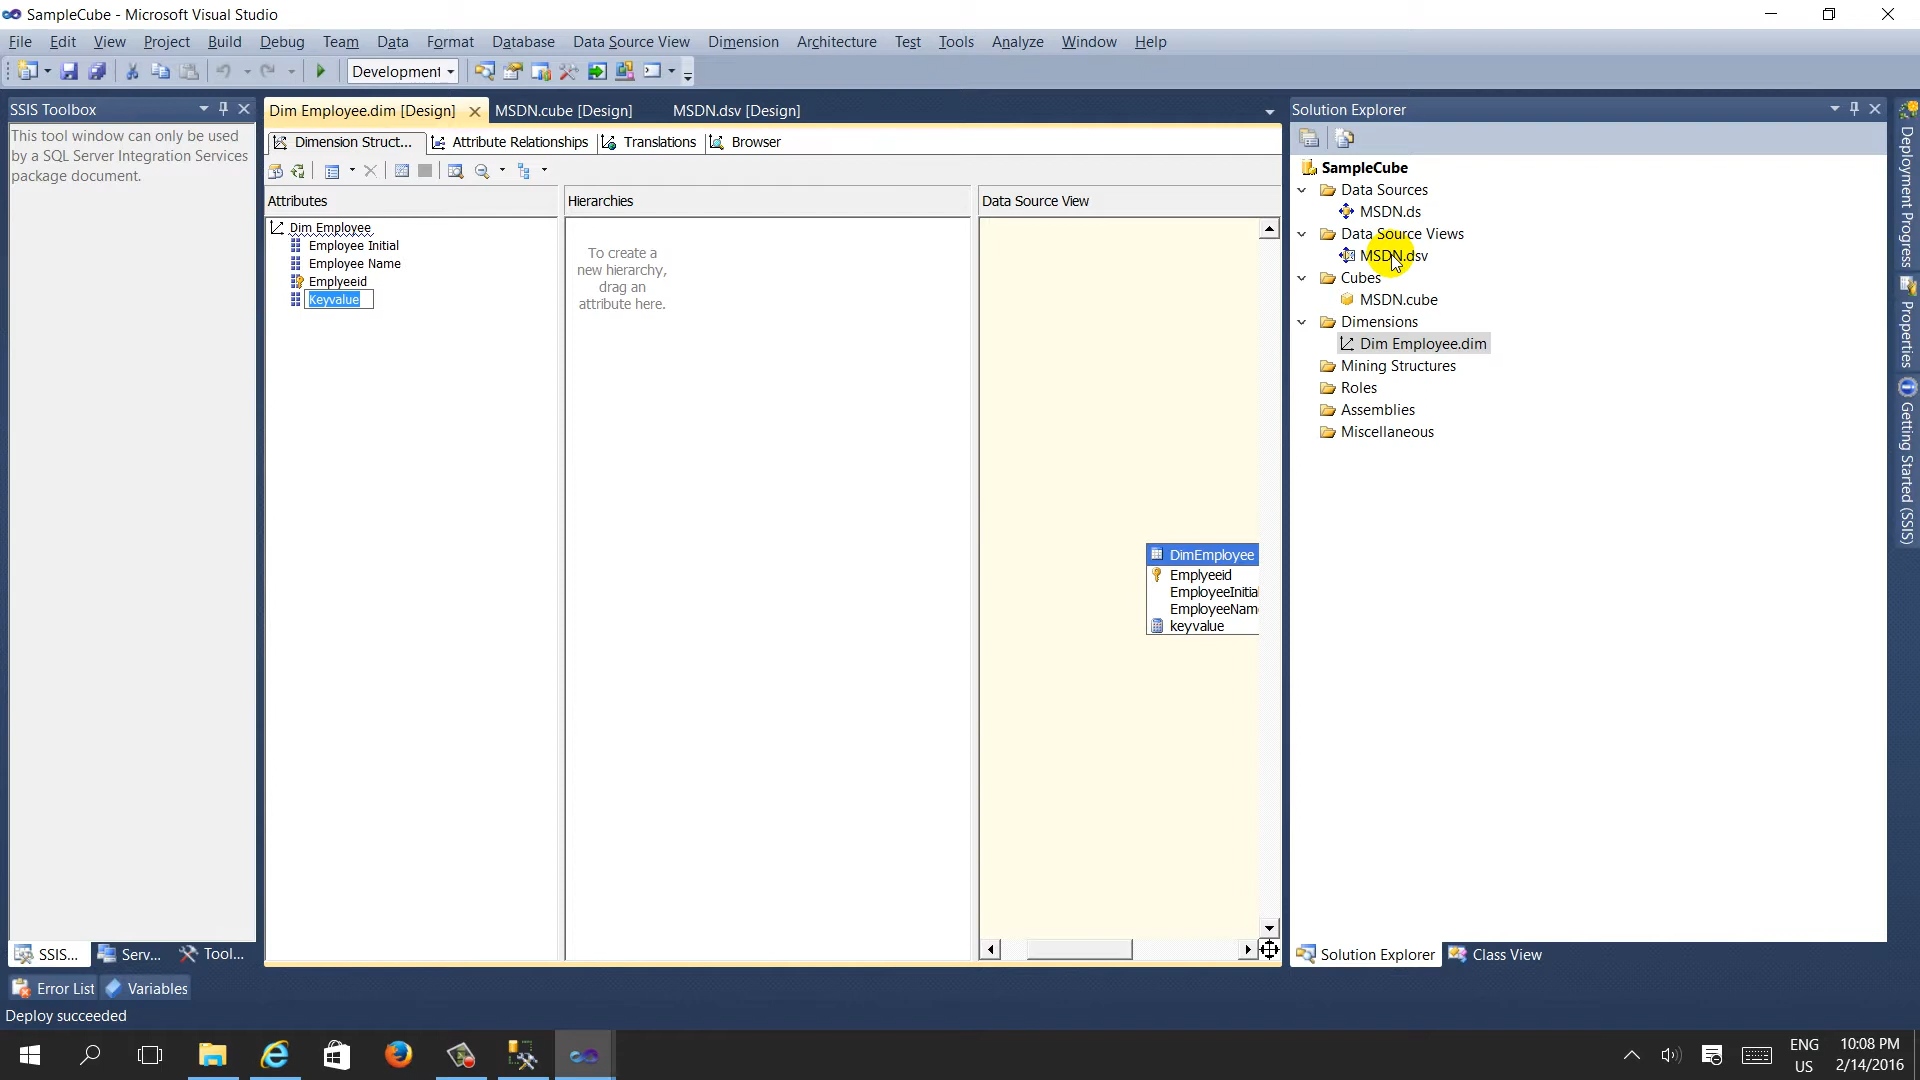 SampleCube - Microsoft Visual Studio
File Edit View Project Build Debug Team Data Format Database Data Source View Dimension Architecture Test Tools Analyze Window Help
Development
SSIS Toolbox
This tool window can only be used
by a SQL Server Integration Services
package document.
Dim Employee.dim [Design] MSDN.cube [Design] MSDN.dsv [Design]
Dimension Struct... Attribute Relationships Translations Browser
Attributes
Dim Employee
Employee Initial
Employee Name
Emplyeeid
Keyvalue
Hierarchies
To create a
new hierarchy,
drag an
attribute here.
Data Source View
DimEmployee
Emplyeeid
EmployeeInitial
EmployeeNam
keyvalue
Solution Explorer
SampleCube
Data Sources
MSDN.ds
Data Source Views
MSDN.dsv
Cubes
MSDN.cube
Dimensions
Dim Employee.dim
Mining Structures
Roles
Assemblies
Miscellaneous
Deployment Progress
Properties
Getting Started (SSIS)
SSIS... Serv... Tool...
Solution Explorer Class View
Error List Variables
Deploy succeeded
ENG
US
10:08 PM
2/14/2016